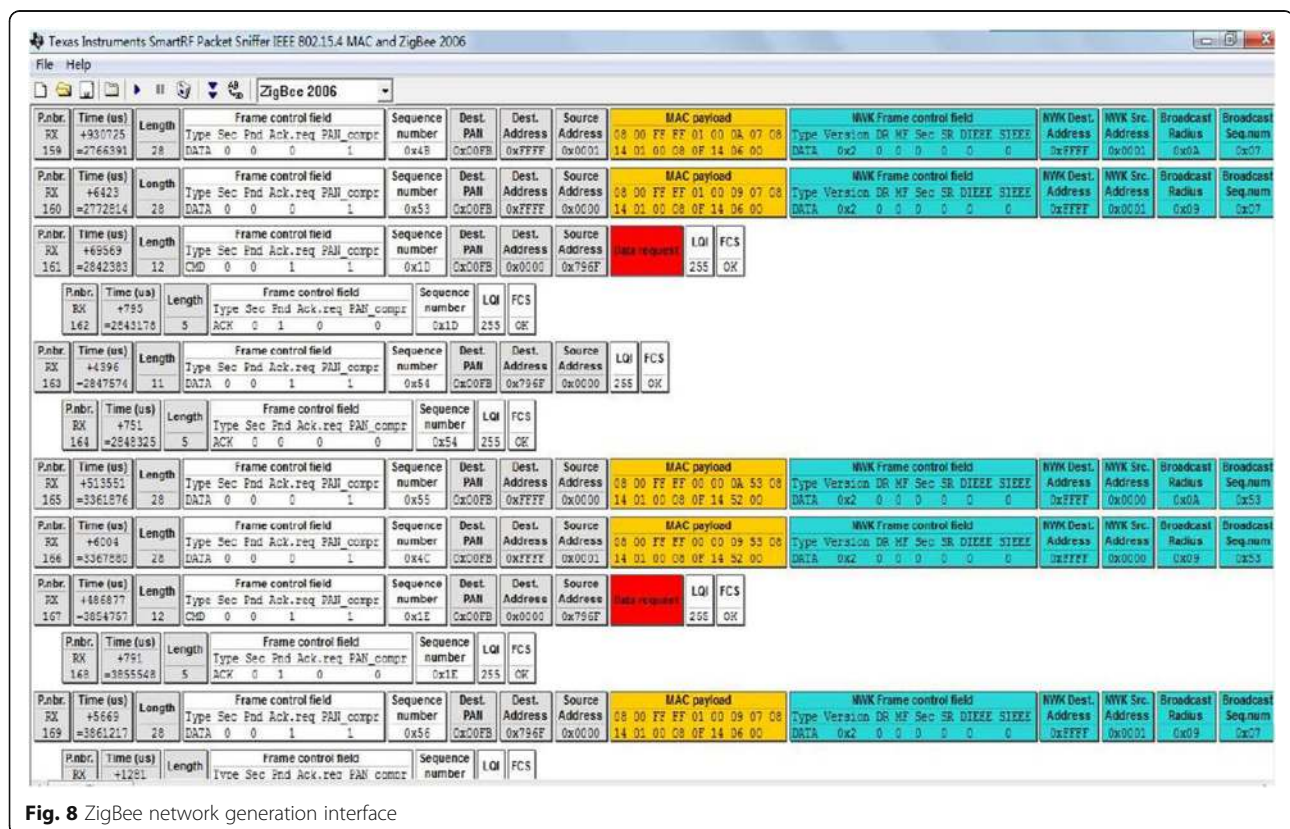 Texas Instruments SmartRF Packet Sniffer IEEE 802.15.4 MAC and ZigBee 2006
File Help
ZigBee 2006
P.nbr. Time (us) Length Frame control field Sequence Dest. Dest. Source MAC payload NWK Frame control field NWK Dest. NWK Src. Broadcast Broadcast
RX +930725 Type Sec Pnd Ack.req PAN_compr number PAN Address Address 08 00 FF FF 01 00 0A 07 08 Type Version DR MF Sec SR DIEEE SIEEE Address Address Radius Seq.num
159 =2766391 28 DATA 0 0 0 1 0x4B 0x00FB 0xFFFF 0x0001 14 01 00 08 0F 14 06 00 DATA 0x2 0 0 0 0 0 0 0xFFFF 0x0001 0x0A 0x07
P.nbr. Time (us) Length Frame control field Sequence Dest. Dest. Source MAC payload NWK Frame control field NWK Dest. NWK Src. Broadcast Broadcast
RX +6423 Type Sec Pnd Ack.req PAN_compr number PAN Address Address 08 00 FF FF 01 00 09 07 08 Type Version DR MF Sec SR DIEEE SIEEE Address Address Radius Seq.num
160 =2772814 28 DATA 0 0 0 1 0x53 0x00FB 0xFFFF 0x0000 14 01 00 08 0F 14 06 00 DATA 0x2 0 0 0 0 0 0 0xFFFF 0x0001 0x09 0x07
P.nbr. Time (us) Length Frame control field Sequence Dest. Dest. Source Data request LQI FCS
RX +69569 Type Sec Pnd Ack.req PAN_compr number PAN Address Address
161 =2842383 12 CMD 0 0 1 1 0x1D 0x00FB 0x0000 0x796F 255 OK
P.nbr. Time (us) Length Frame control field Sequence LQI FCS
RX +795 Type Sec Pnd Ack.req PAN_compr number
162 =2843178 5 ACK 0 1 0 0 0x1D 255 OK
P.nbr. Time (us) Length Frame control field Sequence Dest. Dest. Source LQI FCS
RX +4396 Type Sec Pnd Ack.req PAN_compr number PAN Address Address
163 =2847574 11 DATA 0 0 1 1 0x54 0x00FB 0x796F 0x0000 255 OK
P.nbr. Time (us) Length Frame control field Sequence LQI FCS
RX +751 Type Sec Pnd Ack.req PAN_compr number
164 =2848325 5 ACK 0 0 0 0 0x54 255 OK
P.nbr. Time (us) Length Frame control field Sequence Dest. Dest. Source MAC payload NWK Frame control field NWK Dest. NWK Src. Broadcast Broadcast
RX +513551 Type Sec Pnd Ack.req PAN_compr number PAN Address Address 08 00 FF FF 00 00 0A 53 08 Type Version DR MF Sec SR DIEEE SIEEE Address Address Radius Seq.num
165 =3361876 28 DATA 0 0 0 1 0x55 0x00FB 0xFFFF 0x0000 14 01 00 08 0F 14 52 00 DATA 0x2 0 0 0 0 0 0 0xFFFF 0x0000 0x0A 0x53
P.nbr. Time (us) Length Frame control field Sequence Dest. Dest. Source MAC payload NWK Frame control field NWK Dest. NWK Src. Broadcast Broadcast
RX +6004 Type Sec Pnd Ack.req PAN_compr number PAN Address Address 08 00 FF FF 00 00 09 53 08 Type Version DR MF Sec SR DIEEE SIEEE Address Address Radius Seq.num
166 =3367880 28 DATA 0 0 0 1 0x4C 0x00FB 0xFFFF 0x0001 14 01 00 08 0F 14 52 00 DATA 0x2 0 0 0 0 0 0 0xFFFF 0x0000 0x09 0x53
P.nbr. Time (us) Length Frame control field Sequence Dest. Dest. Source Data request LQI FCS
RX +486877 Type Sec Pnd Ack.req PAN_compr number PAN Address Address
167 =3854757 12 CMD 0 0 1 1 0x1E 0x00FB 0x0000 0x796F 255 OK
P.nbr. Time (us) Length Frame control field Sequence LQI FCS
RX +791 Type Sec Pnd Ack.req PAN_compr number
168 =3855548 5 ACK 0 1 0 0 0x1E 255 OK
P.nbr. Time (us) Length Frame control field Sequence Dest. Dest. Source MAC payload NWK Frame control field NWK Dest. NWK Src. Broadcast Broadcast
RX +5669 Type Sec Pnd Ack.req PAN_compr number PAN Address Address 08 00 FF FF 01 00 09 07 08 Type Version DR MF Sec SR DIEEE SIEEE Address Address Radius Seq.num
169 =3861217 28 DATA 0 0 1 1 0x56 0x00FB 0x796F 0x0000 14 01 00 08 0F 14 06 00 DATA 0x2 0 0 0 0 0 0 0xFFFF 0x0001 0x09 0x07
P.nbr. Time (us) Length Frame control field Sequence LQI FCS
RX +1281 Type Sec Pnd Ack.req PAN_compr number
Fig. 8 ZigBee network generation interface